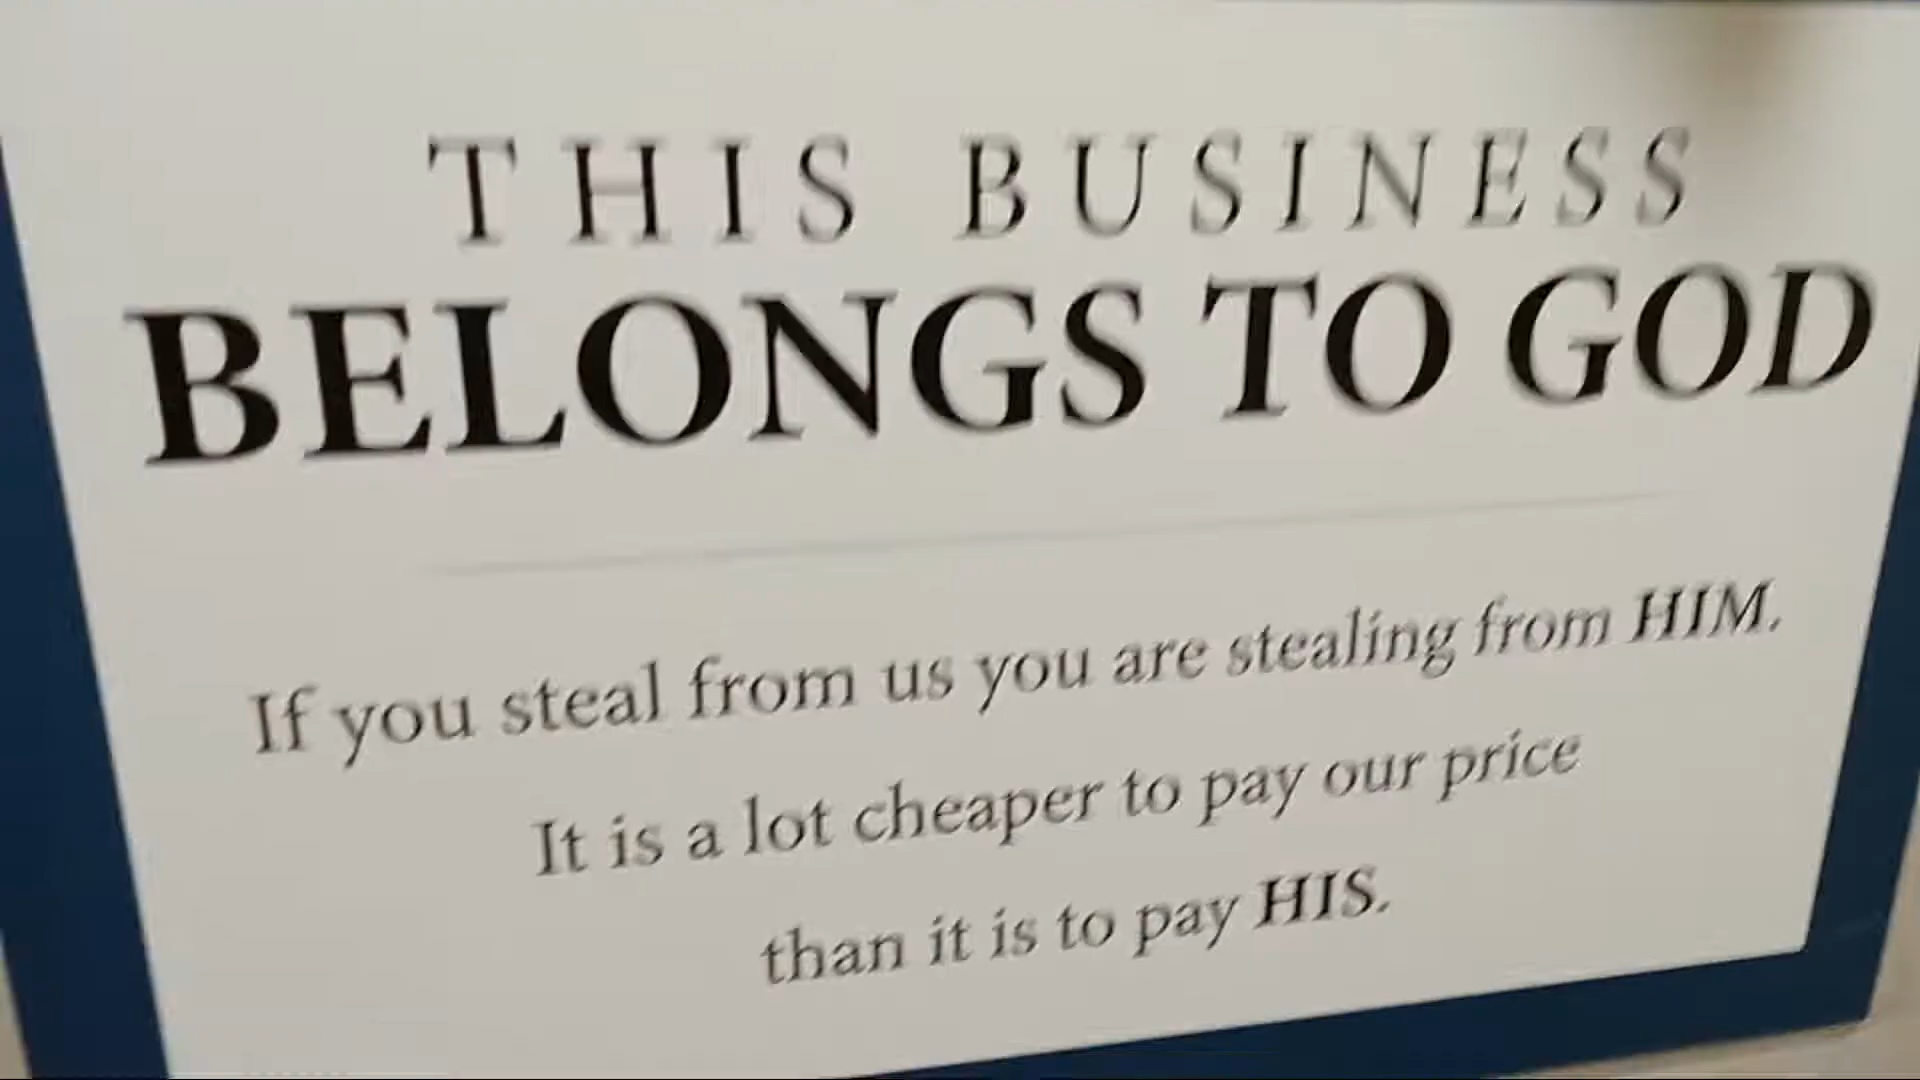 THIS BUSINESS
BELONGS TO GOD
If you steal from us you are stealing from HIM.
It is a lot cheaper to pay our price
than it is to pay HIS.